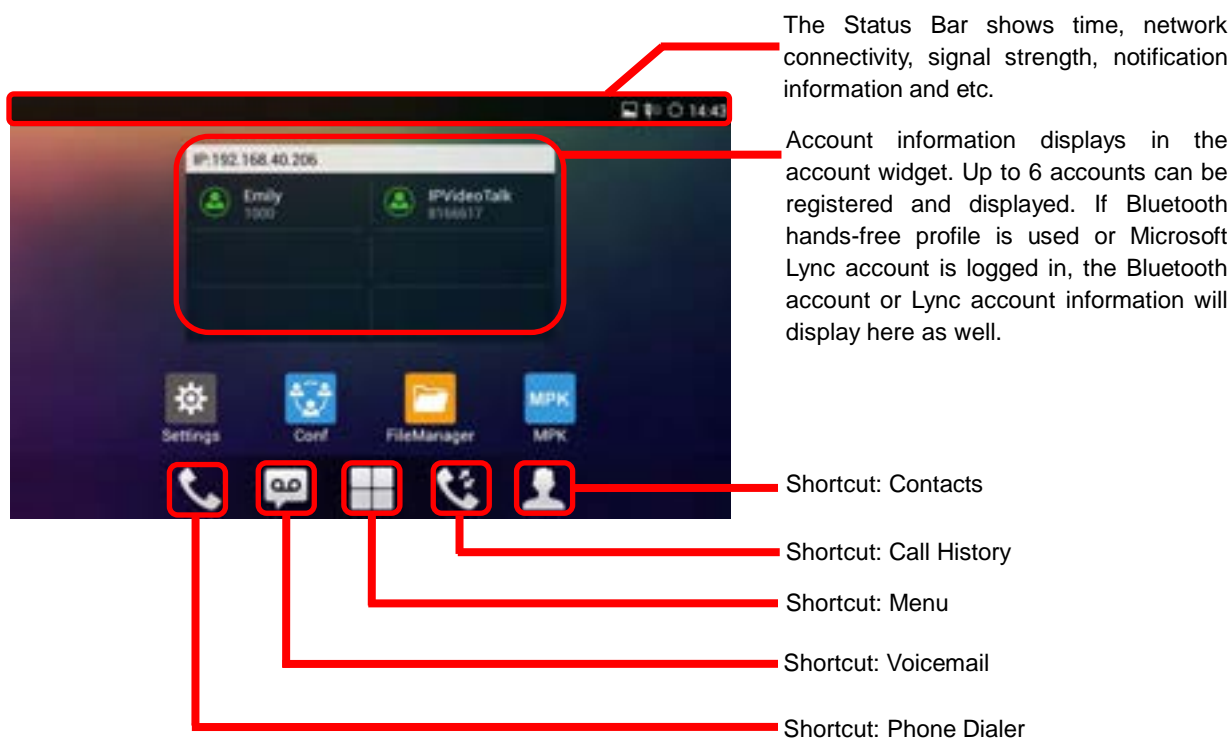 The Status Bar shows time, network
connectivity, signal strength, notification
information and etc.
14:43
Account information displays in the
account widget. Up to 6 accounts can be
registered and displayed. If Bluetooth
hands-free profile is used or Microsoft
Lync account is logged in, the Bluetooth
account or Lync account information will
display here as well.
IP:192.168.40.206
Emily
1000
IPVideoTalk
8166617
MPK
Settings
Conf
FileManager
MPK
Shortcut: Contacts
Shortcut: Call History
Shortcut: Menu
Shortcut: Voicemail
Shortcut: Phone Dialer